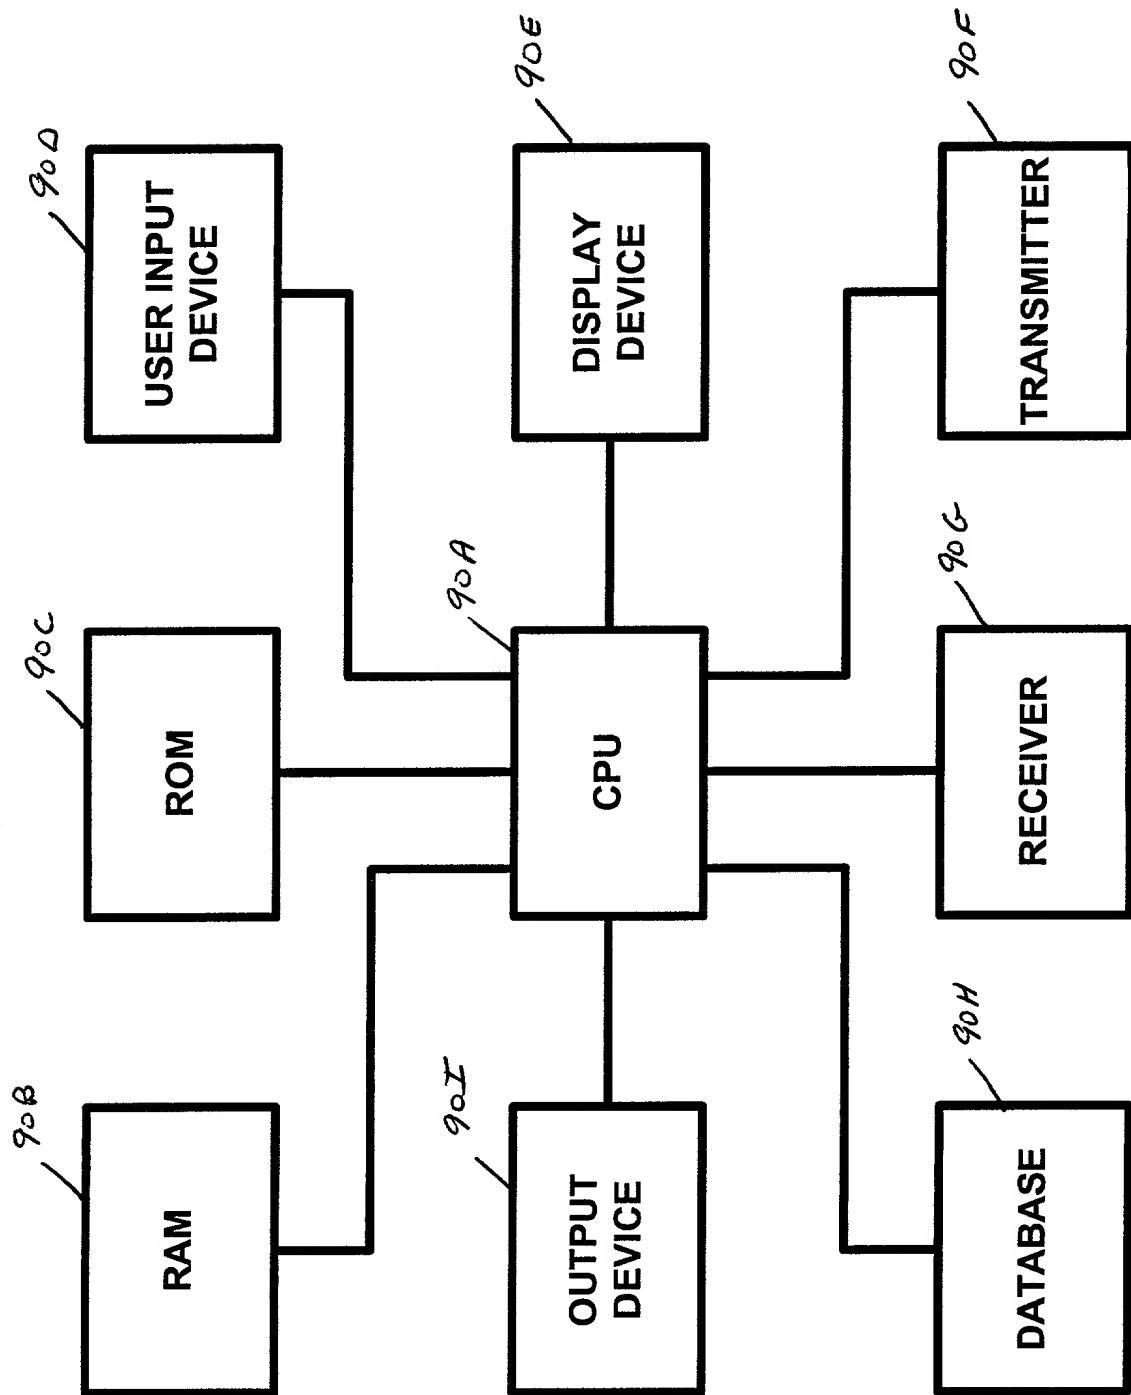 90B
RAM
90C
ROM
90D
USER INPUT
DEVICE
90I
OUTPUT
DEVICE
90A
CPU
90E
DISPLAY
DEVICE
90H
DATABASE
90G
RECEIVER
90F
TRANSMITTER